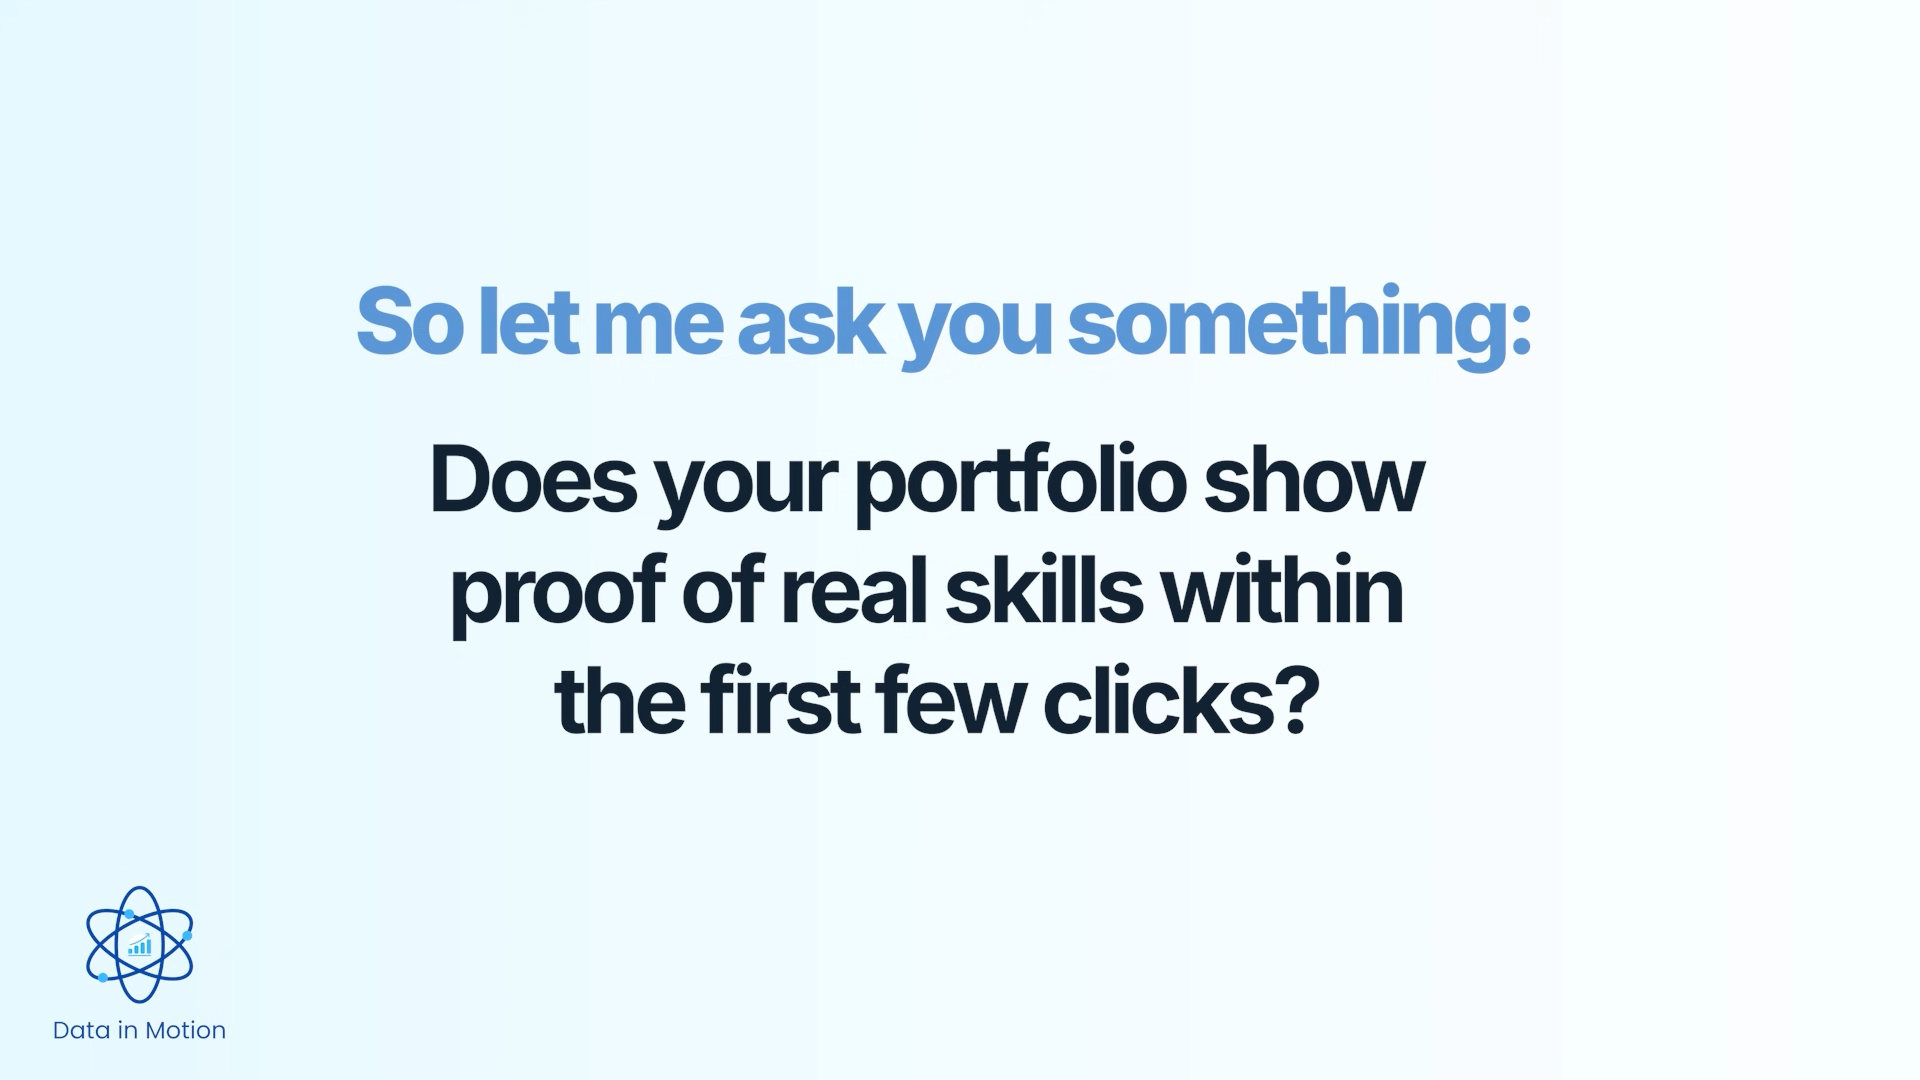 So let me ask you something:
Does your portfolio show
proof of real skills within
the first few clicks?
Data in Motion